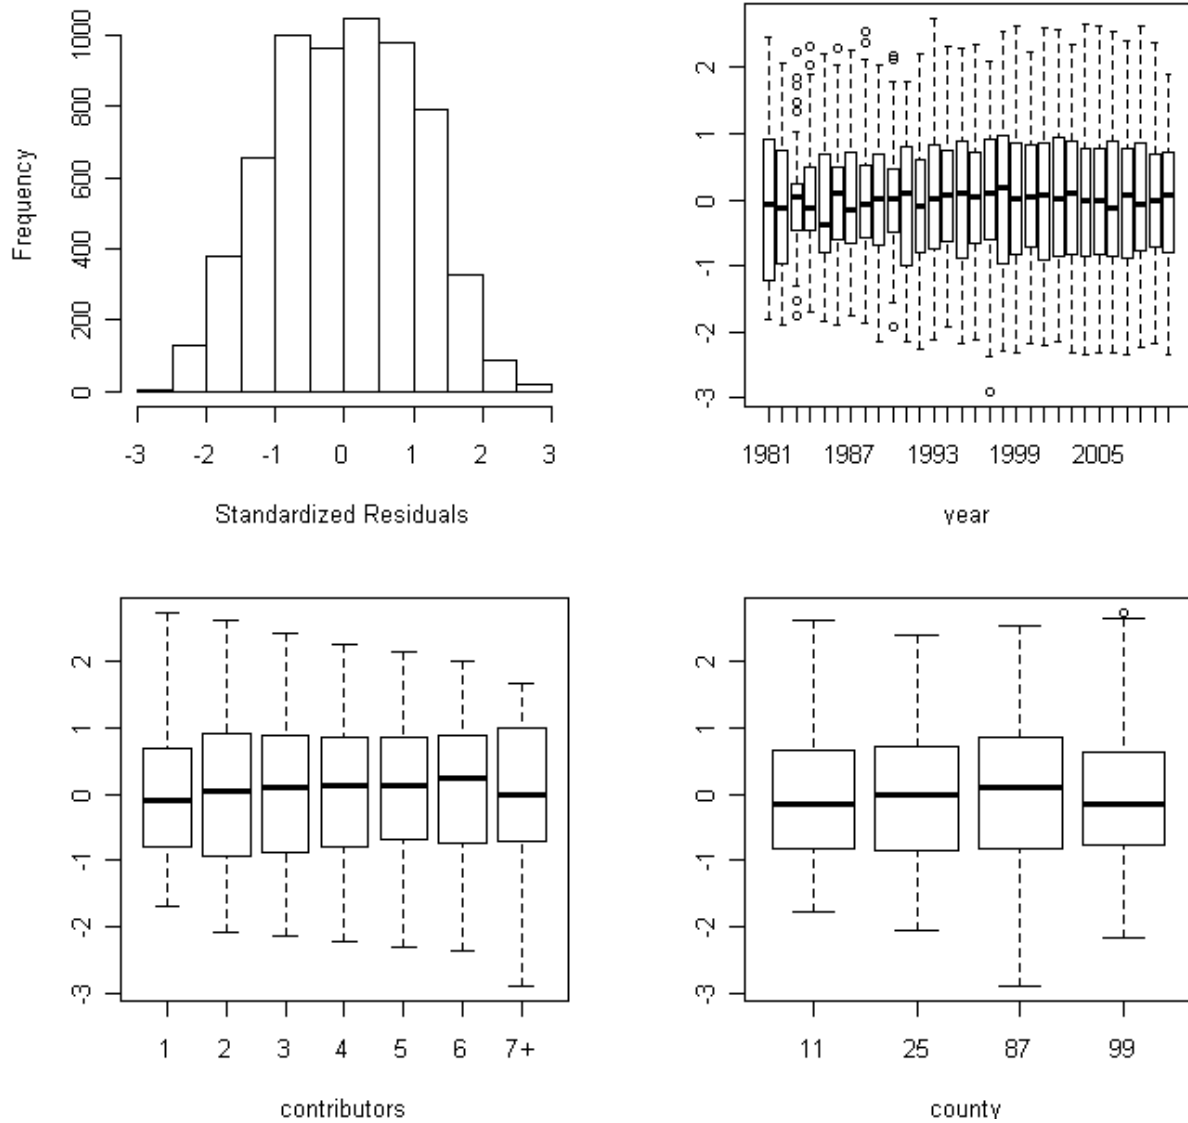 Frequency
0 200 400 600 800 1000
-3 -2 -1 0 1 2 3
Standardized Residuals
-3 -2 -1 0 1 2
1981 1987 1993 1999 2005
year
-3 -2 -1 0 1 2
1 2 3 4 5 6 7+
contributors
-3 -2 -1 0 1 2
11 25 87 99
county